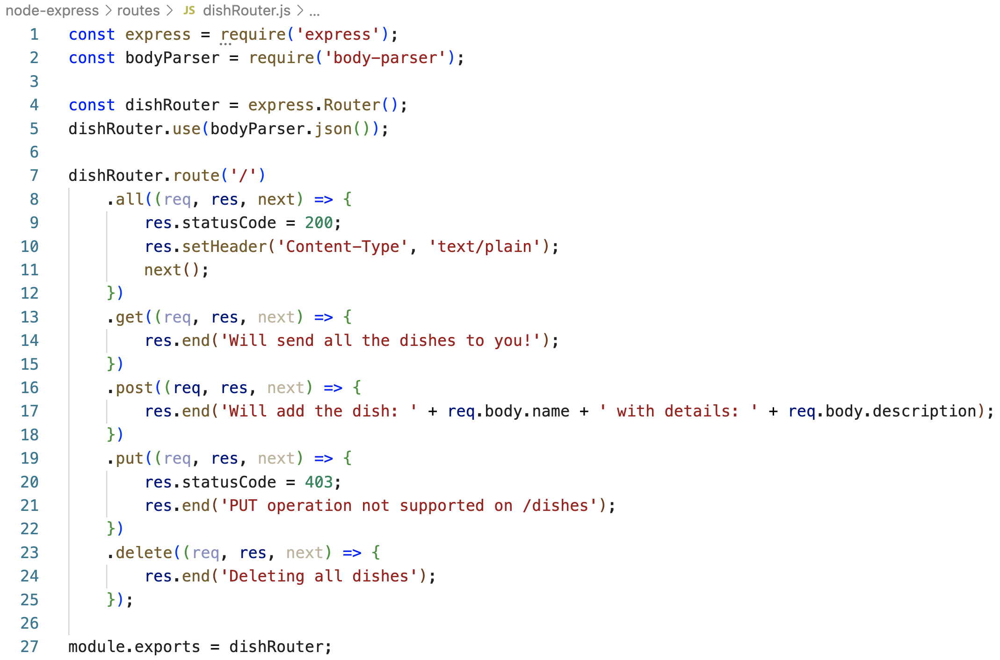 node-express > routes > JS dishRouter.js > ...
1 const express = require('express');
2 const bodyParser = require('body-parser');
3
4 const dishRouter = express.Router();
5 dishRouter.use(bodyParser.json());
6
7 dishRouter.route('/')
8     .all((req, res, next) => {
9         res.statusCode = 200;
10         res.setHeader('Content-Type', 'text/plain');
11         next();
12     })
13     .get((req, res, next) => {
14         res.end('Will send all the dishes to you!');
15     })
16     .post((req, res, next) => {
17         res.end('Will add the dish: ' + req.body.name + ' with details: ' + req.body.description);
18     })
19     .put((req, res, next) => {
20         res.statusCode = 403;
21         res.end('PUT operation not supported on /dishes');
22     })
23     .delete((req, res, next) => {
24         res.end('Deleting all dishes');
25     });
26
27 module.exports = dishRouter;